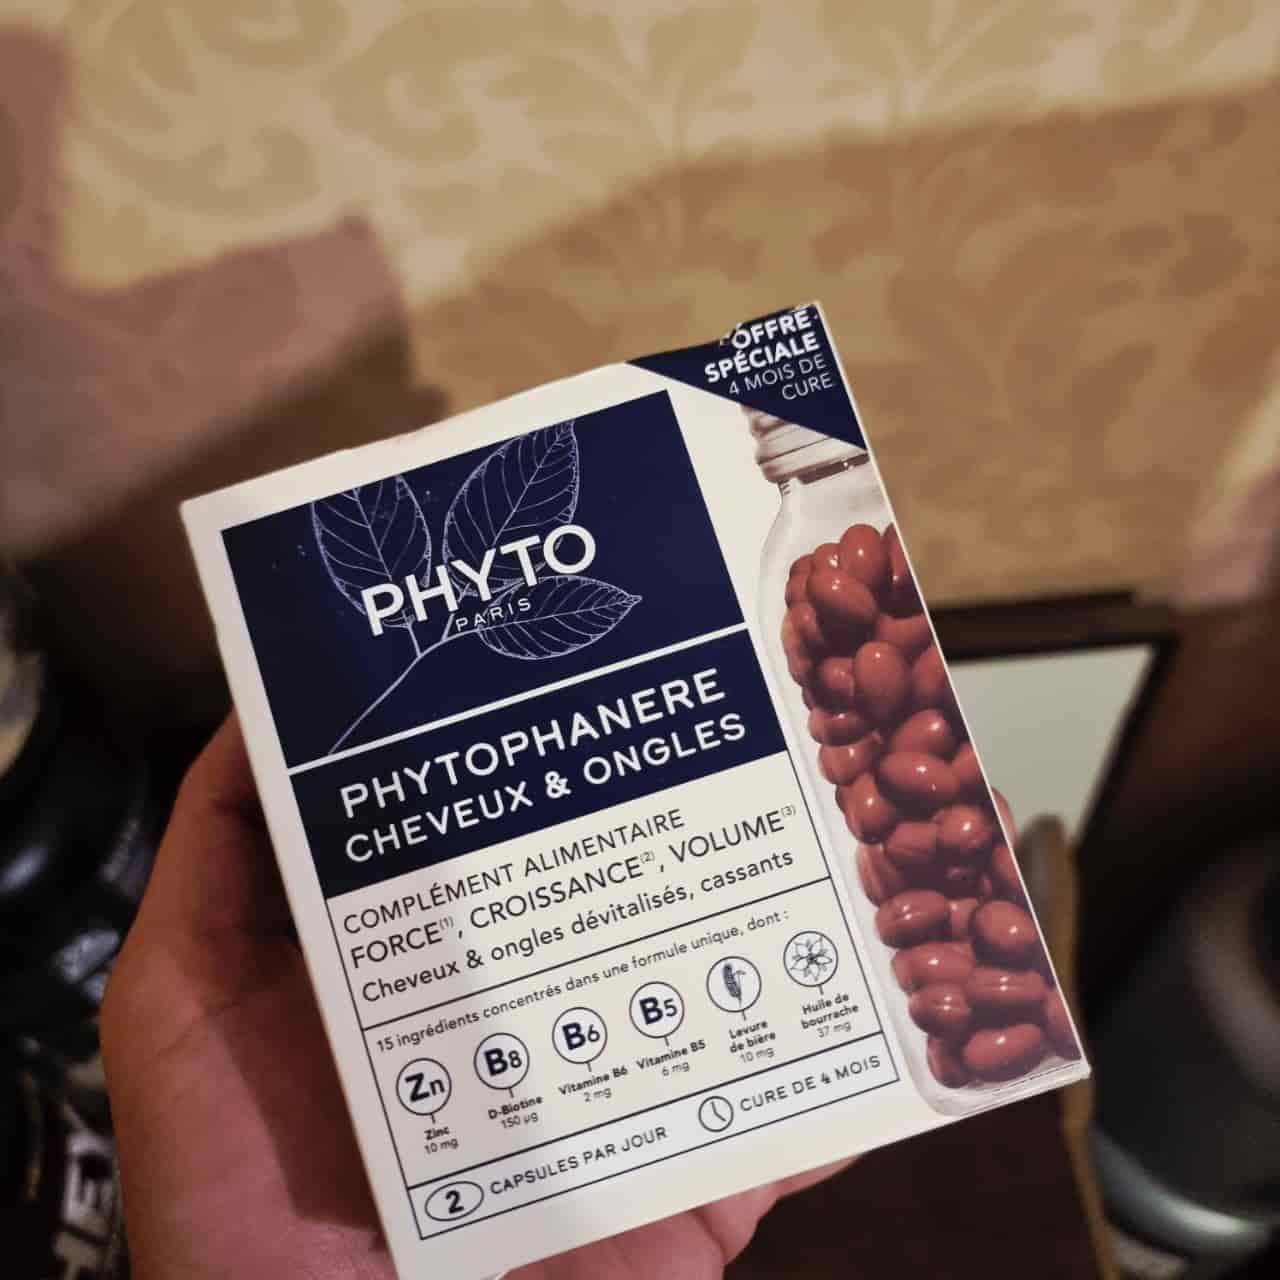 OFFRE
SPÉCIALE
4 MOIS DE
CURE
PHYTO
PARIS
PHYTOPHANERE
CHEVEUX & ONGLES
COMPLÉMENT ALIMENTAIRE
FORCE(1), CROISSANCE(2), VOLUME(3)
Cheveux & ongles dévitalisés, cassants
15 ingrédients concentrés dans une formule unique, dont :
Zn
Zinc
10 mg
B8
D-Biotine
150 µg
B6
Vitamine B6
2 mg
B5
Vitamine B5
6 mg
Levure
de bière
10 mg
Huile de
bourrache
37 mg
2 CAPSULES PAR JOUR
CURE DE 4 MOIS